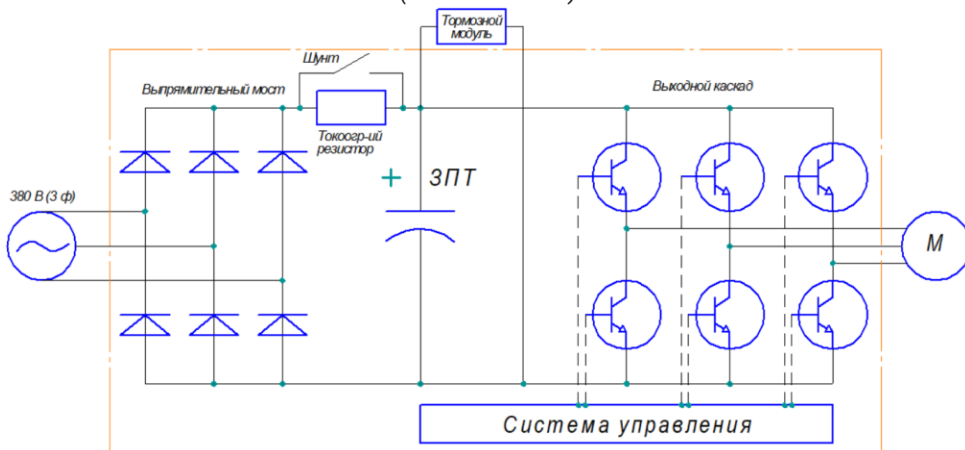 Тормозной
модуль
Шунт
Выпрямительный мост
Выходной каскад
Токоогр-ий
резистор
+ ЗПТ
380 В (3 ф)
М
Система управления